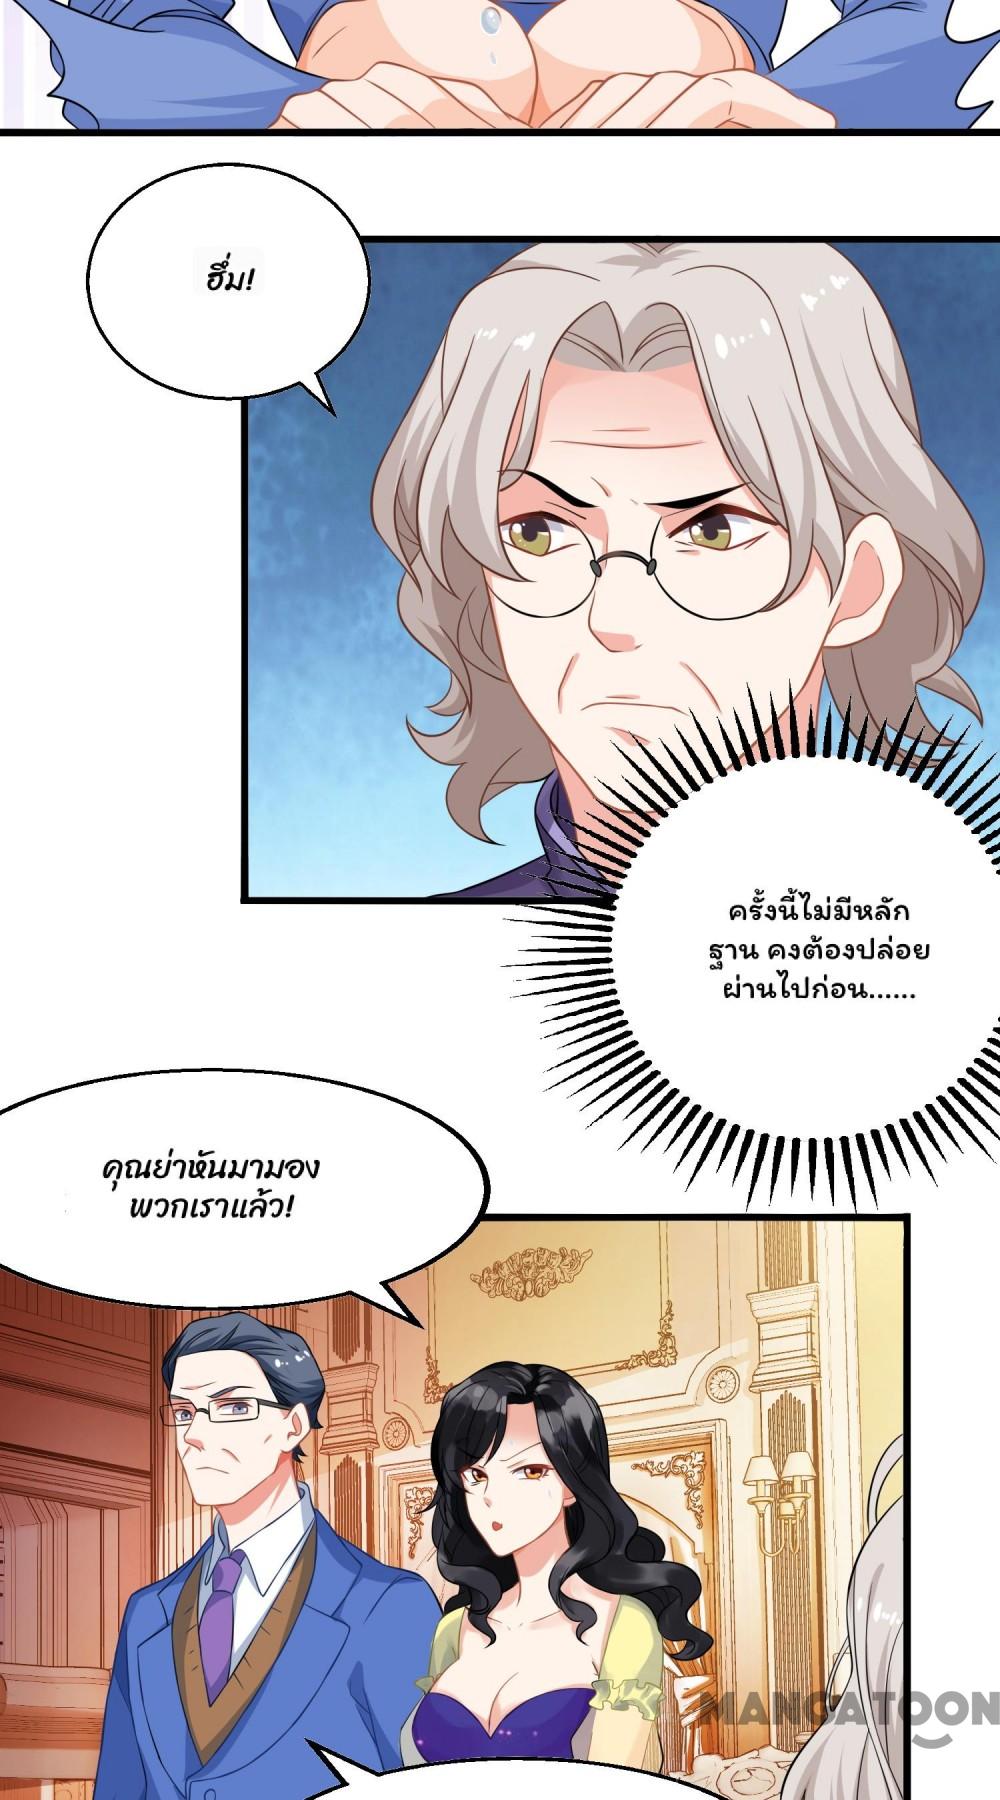 ฮึ่ม!
ครั้งนี้ไม่มีหลัก
ฐาน คงต้องปล่อย
ผ่านไปก่อน......
คุณย่าหันมามอง
พวกเราแล้ว!
MANGATOON